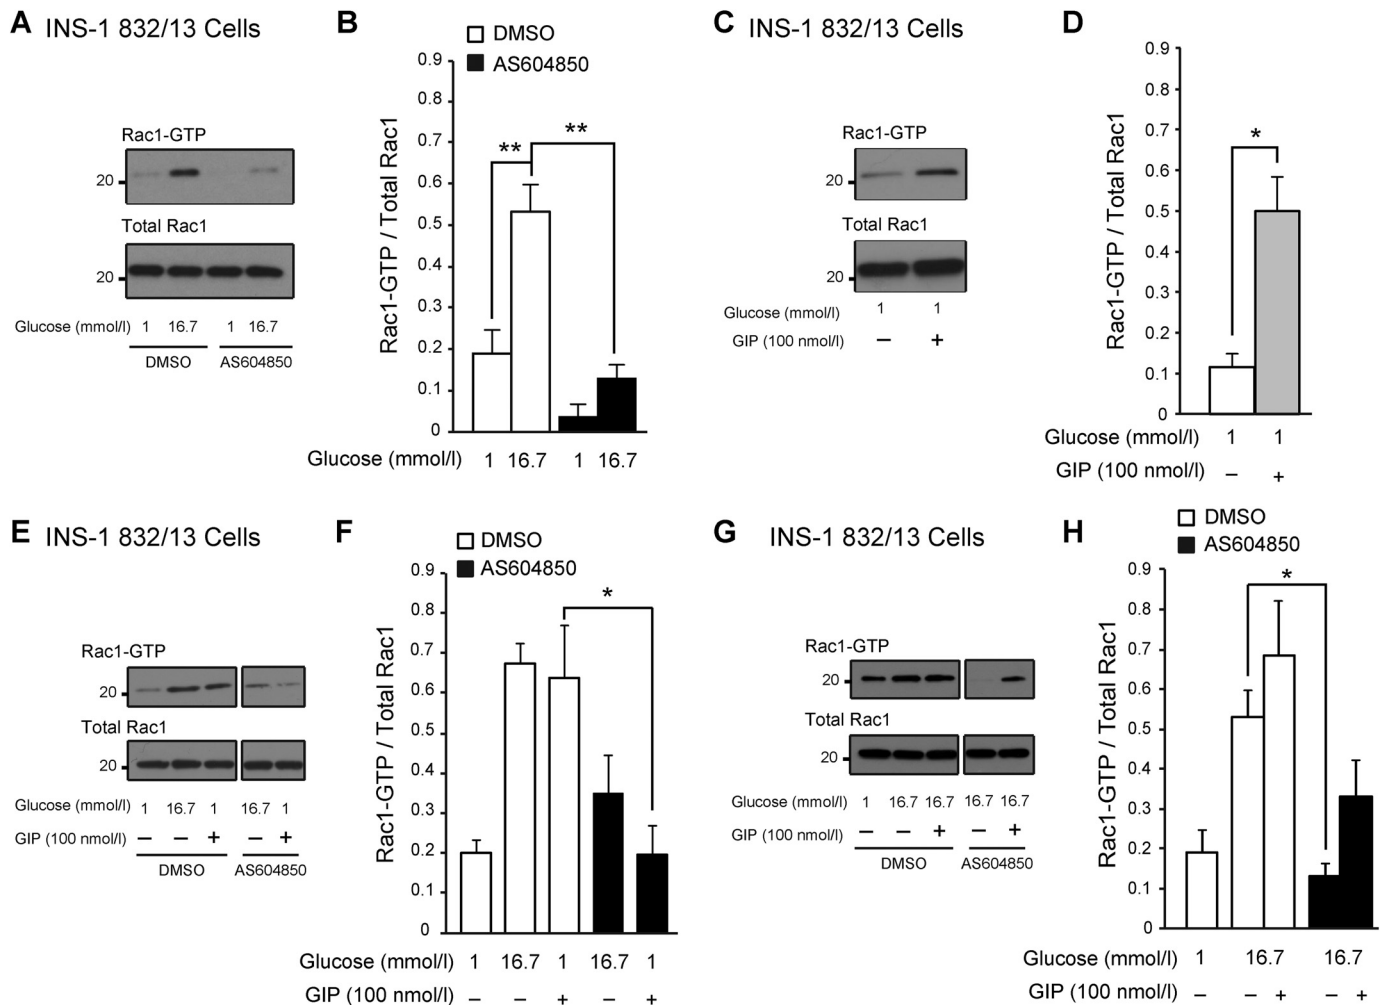 A INS-1 832/13 Cells
Rac1-GTP
20
Total Rac1
20
Glucose (mmol/l) 1 16.7 1 16.7
DMSO AS604850
B
DMSO
AS604850
Rac1-GTP / Total Rac1
0.9
0.8
0.7
0.6
0.5
0.4
0.3
0.2
0.1
0
** **
Glucose (mmol/l) 1 16.7 1 16.7
C INS-1 832/13 Cells
Rac1-GTP
20
Total Rac1
20
Glucose (mmol/l) 1 1
GIP (100 nmol/l) – +
D
Rac1-GTP / Total Rac1
0.9
0.8
0.7
0.6
0.5
0.4
0.3
0.2
0.1
0
*
Glucose (mmol/l) 1 1
GIP (100 nmol/l) – +
E INS-1 832/13 Cells
Rac1-GTP
20
Total Rac1
20
Glucose (mmol/l) 1 16.7 1 16.7 1
GIP (100 nmol/l) – – + – +
DMSO AS604850
F
DMSO
AS604850
Rac1-GTP / Total Rac1
0.9
0.8
0.7
0.6
0.5
0.4
0.3
0.2
0.1
0
*
Glucose (mmol/l) 1 16.7 1 16.7 1
GIP (100 nmol/l) – – + – +
G INS-1 832/13 Cells
Rac1-GTP
20
Total Rac1
20
Glucose (mmol/l) 1 16.7 16.7 16.7 16.7
GIP (100 nmol/l) – – + – +
DMSO AS604850
H
DMSO
AS604850
Rac1-GTP / Total Rac1
0.9
0.8
0.7
0.6
0.5
0.4
0.3
0.2
0.1
0
*
Glucose (mmol/l) 1 16.7 16.7
GIP (100 nmol/l) – – + – +